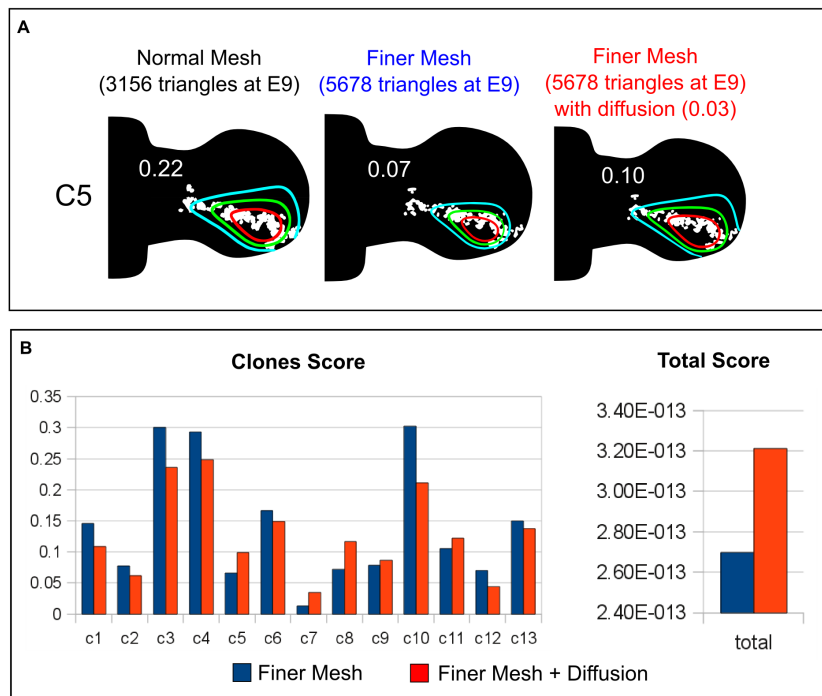 A
Normal Mesh
(3156 triangles at E9)
Finer Mesh
(5678 triangles at E9)
Finer Mesh
(5678 triangles at E9)
with diffusion (0.03)
C5
0.22
0.07
0.10
B
Clones Score
0.35
0.3
0.25
0.2
0.15
0.1
0.05
0
c1 c2 c3 c4 c5 c6 c7 c8 c9 c10 c11 c12 c13
Total Score
3.40E-013
3.20E-013
3.00E-013
2.80E-013
2.60E-013
2.40E-013
total
Finer Mesh
Finer Mesh + Diffusion